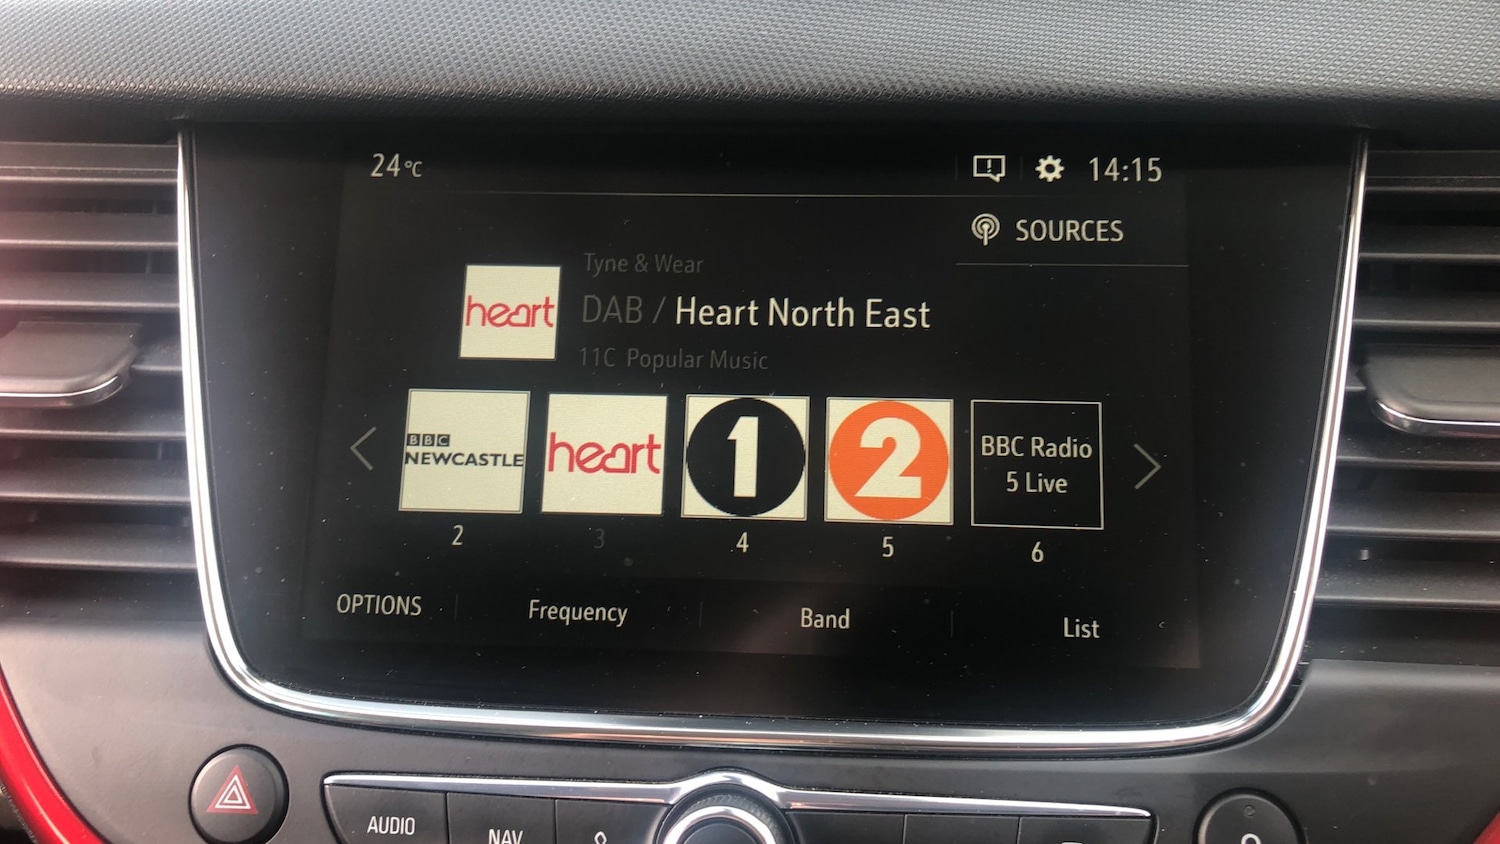 24°C
14:15
SOURCES
Tyne & Wear
heart
DAB / Heart North East
11C Popular Music
BBC
NEWCASTLE
heart
1
2
BBC Radio
5 Live
2
3
4
5
6
OPTIONS
Frequency
Band
List
AUDIO
NAV